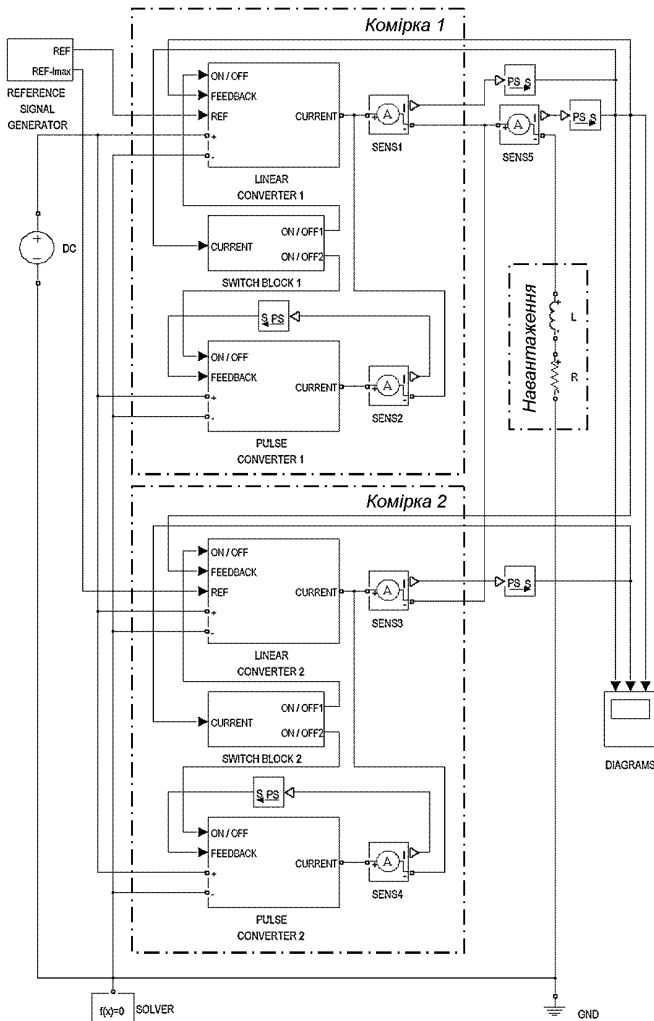 Комірка 1
REF
REF-Imax
REFERENCE
SIGNAL
GENERATOR
ON / OFF
FEEDBACK
REF
+
-
CURRENT
LINEAR
CONVERTER 1
A
I
+
-
SENS1
PS S
A
I
+
-
SENS5
PS S
DC
+
-
CURRENT
ON / OFF1
ON / OFF2
SWITCH BLOCK 1
S PS
ON / OFF
FEEDBACK
+
-
CURRENT
PULSE
CONVERTER 1
A
I
+
-
SENS2
Навантаження
+
L
-
+
R
-
Комірка 2
ON / OFF
FEEDBACK
REF
+
-
CURRENT
LINEAR
CONVERTER 2
A
I
+
-
SENS3
PS S
CURRENT
ON / OFF1
ON / OFF2
SWITCH BLOCK 2
DIAGRAMS
S PS
ON / OFF
FEEDBACK
+
-
CURRENT
PULSE
CONVERTER 2
A
I
+
-
SENS4
f(x)=0
SOLVER
GND